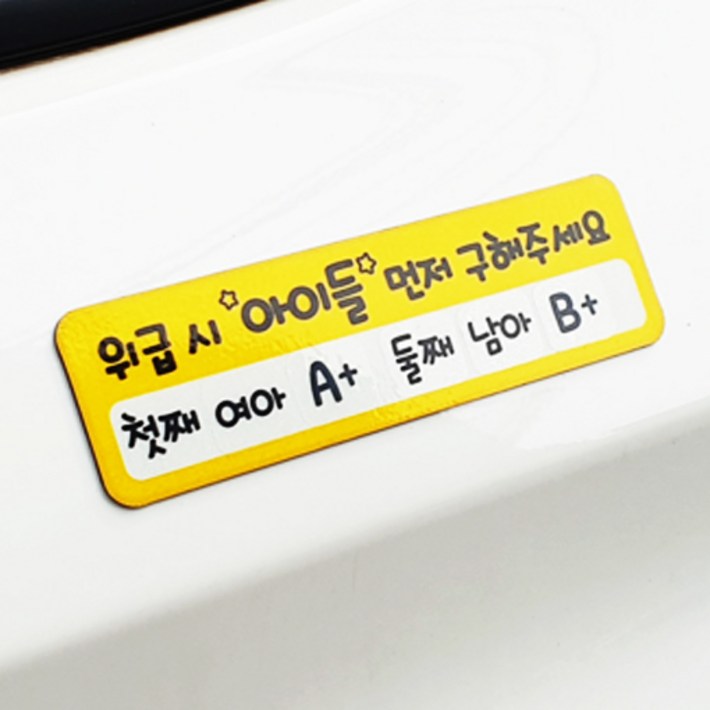 위급 시 아이들 먼저 구해주세요
첫째 여아 A+ 둘째 남아 B+